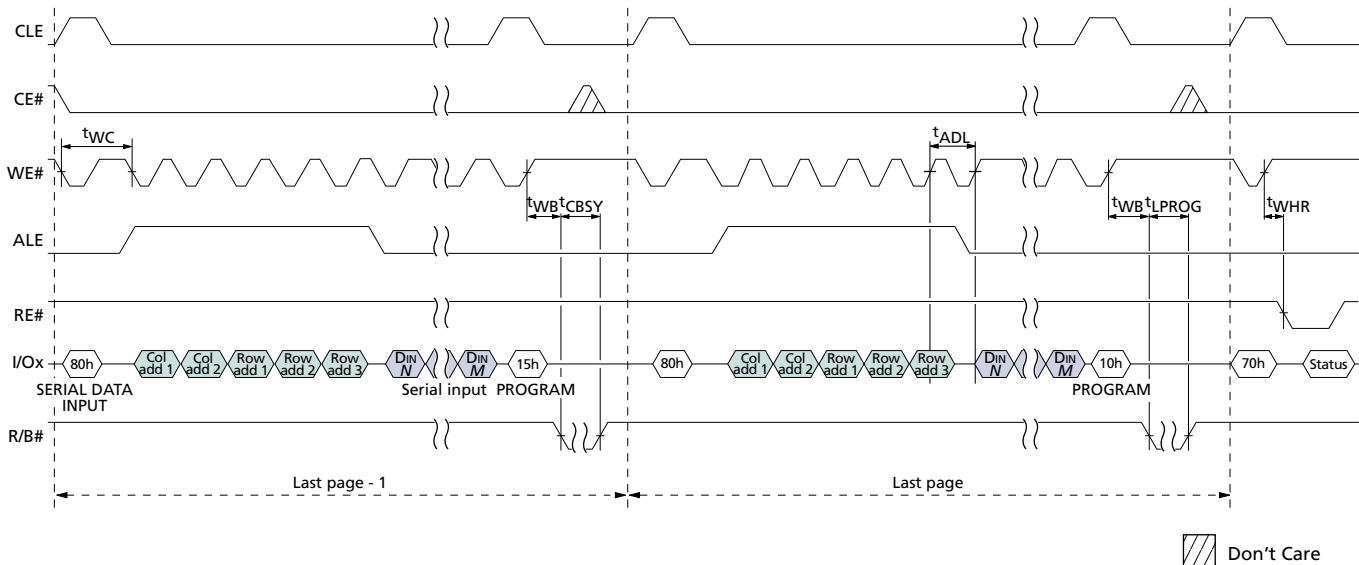 CLE
CE#
tWC
tADL
WE#
tWB tCBSY
tWB tLPROG
tWHR
ALE
RE#
I/Ox
80h
Col add 1
Col add 2
Row add 1
Row add 2
Row add 3
DIN N
DIN M
15h
80h
Col add 1
Col add 2
Row add 1
Row add 2
Row add 3
DIN N
DIN M
10h
70h
Status
SERIAL DATA
INPUT
Serial input
PROGRAM
PROGRAM
R/B#
Last page - 1
Last page
Don't Care